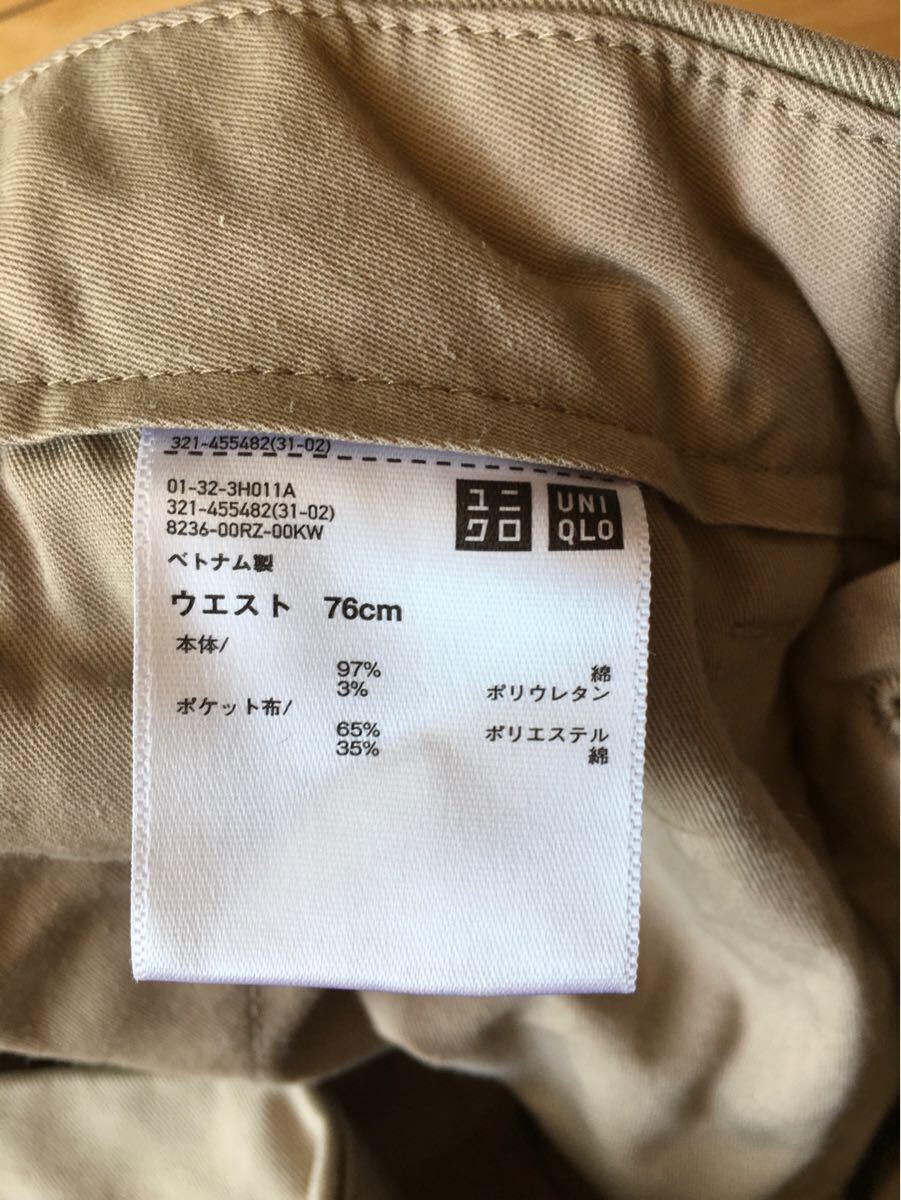 321-455482(31-02)
01-32-3H011A
321-455482(31-02)
8236-00RZ-00KW
ユニ
クロ
UNI
QLO
ベトナム製
ウエスト 76cm
本体/
97% 綿
3% ポリウレタン
ポケット布/
65% ポリエステル
35% 綿